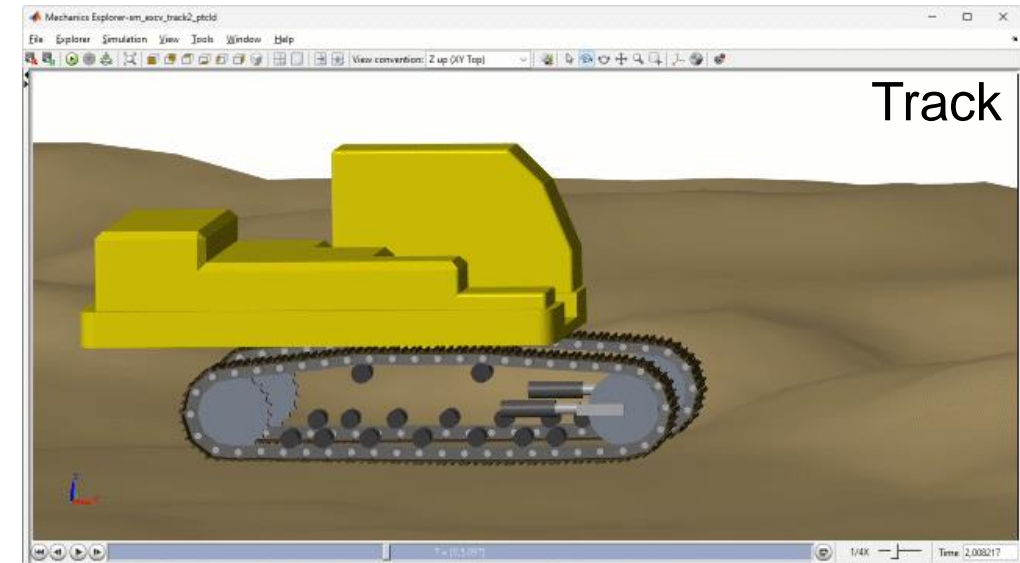 Mechanics Explorer-sm_excv_track2_ptcld
File Explorer Simulation View Tools Window Help
View convention: Z up (XY Top)
Track
1/4X
Time 2,008217